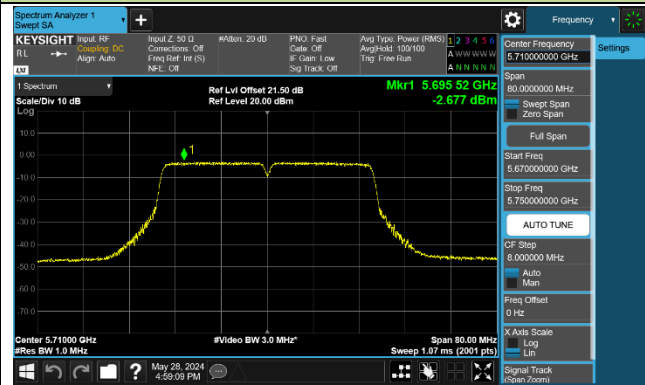 Spectrum Analyzer 1
Swept SA
Frequency
KEYSIGHT
RL
LXI
Input: RF
Coupling: DC
Align: Auto
Input Z: 50 Ω
Corrections: Off
Freq Ref: Int (S)
NFE: Off
#Atten: 20 dB
PNO: Fast
Gate: Off
IF Gain: Low
Sig Track: Off
Avg Type: Power (RMS)
Avg|Hold: 100/100
Trig: Free Run
1 2 3 4 5 6
A W W W W W
A N N N N N
Settings
Center Frequency
5.710000000 GHz
Span
80.0000000 MHz
Swept Span
Zero Span
Full Span
Start Freq
5.670000000 GHz
Stop Freq
5.750000000 GHz
AUTO TUNE
CF Step
8.000000 MHz
Auto
Man
Freq Offset
0 Hz
X Axis Scale
Log
Lin
Signal Track
(Span Zoom)
1 Spectrum
Scale/Div 10 dB
Log
Ref Lvl Offset 21.50 dB
Ref Level 20.00 dBm
Mkr1 5.695 52 GHz
-2.677 dBm
1
10.0
0.00
-10.0
-20.0
-30.0
-40.0
-50.0
-60.0
-70.0
Center 5.71000 GHz
#Res BW 1.0 MHz
#Video BW 3.0 MHz*
Span 80.00 MHz
Sweep 1.07 ms (2001 pts)
?
May 28, 2024
4:59:09 PM